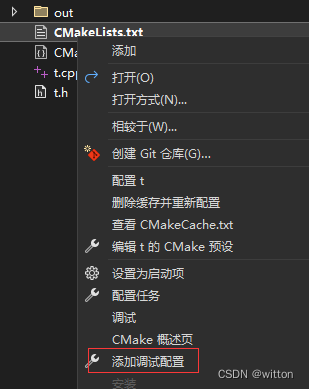 out
CMakeLists.txt
CMa
t.cpp
t.h
添加
打开(O)
打开方式(N)...
相较于(W)...
创建 Git 仓库(G)...
配置 t
删除缓存并重新配置
查看 CMakeCache.txt
编辑 t 的 CMake 预设
设置为启动项
配置任务
调试
CMake 概述页
添加调试配置
安装
CSDN @witton